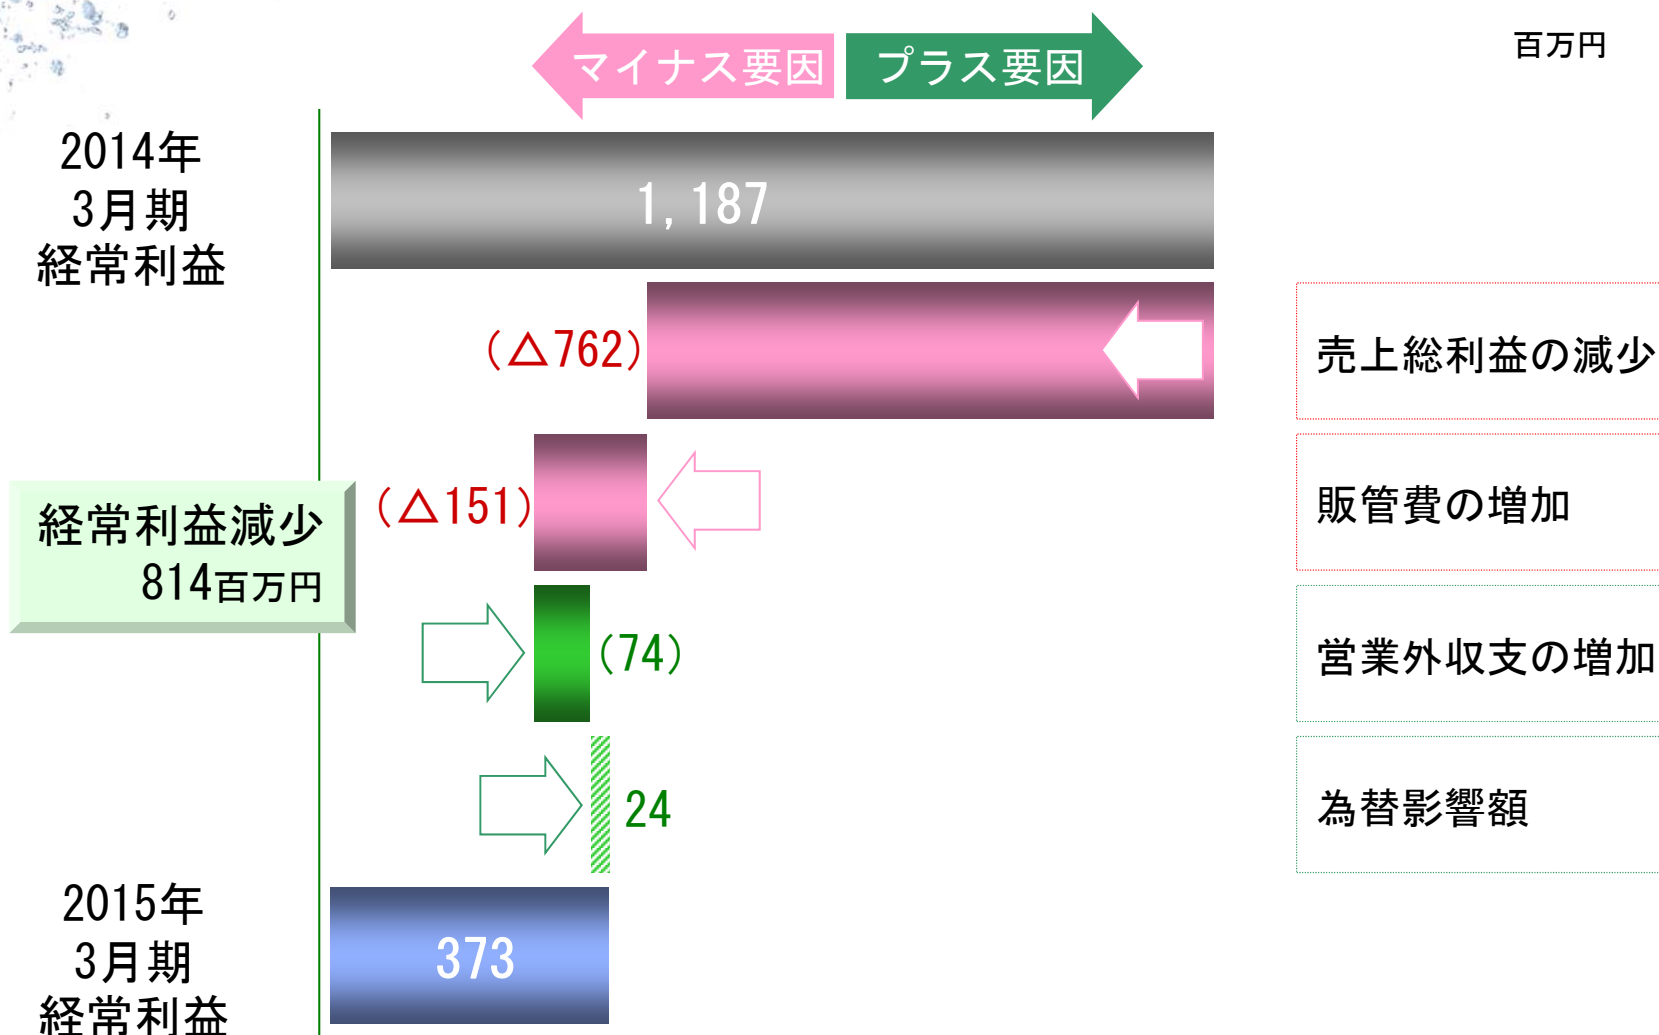 マイナス要因
プラス要因
百万円
2014年
3月期
経常利益
1,187
(△762)
売上総利益の減少
(△151)
販管費の増加
経常利益減少
814百万円
(74)
営業外収支の増加
24
為替影響額
2015年
3月期
経常利益
373